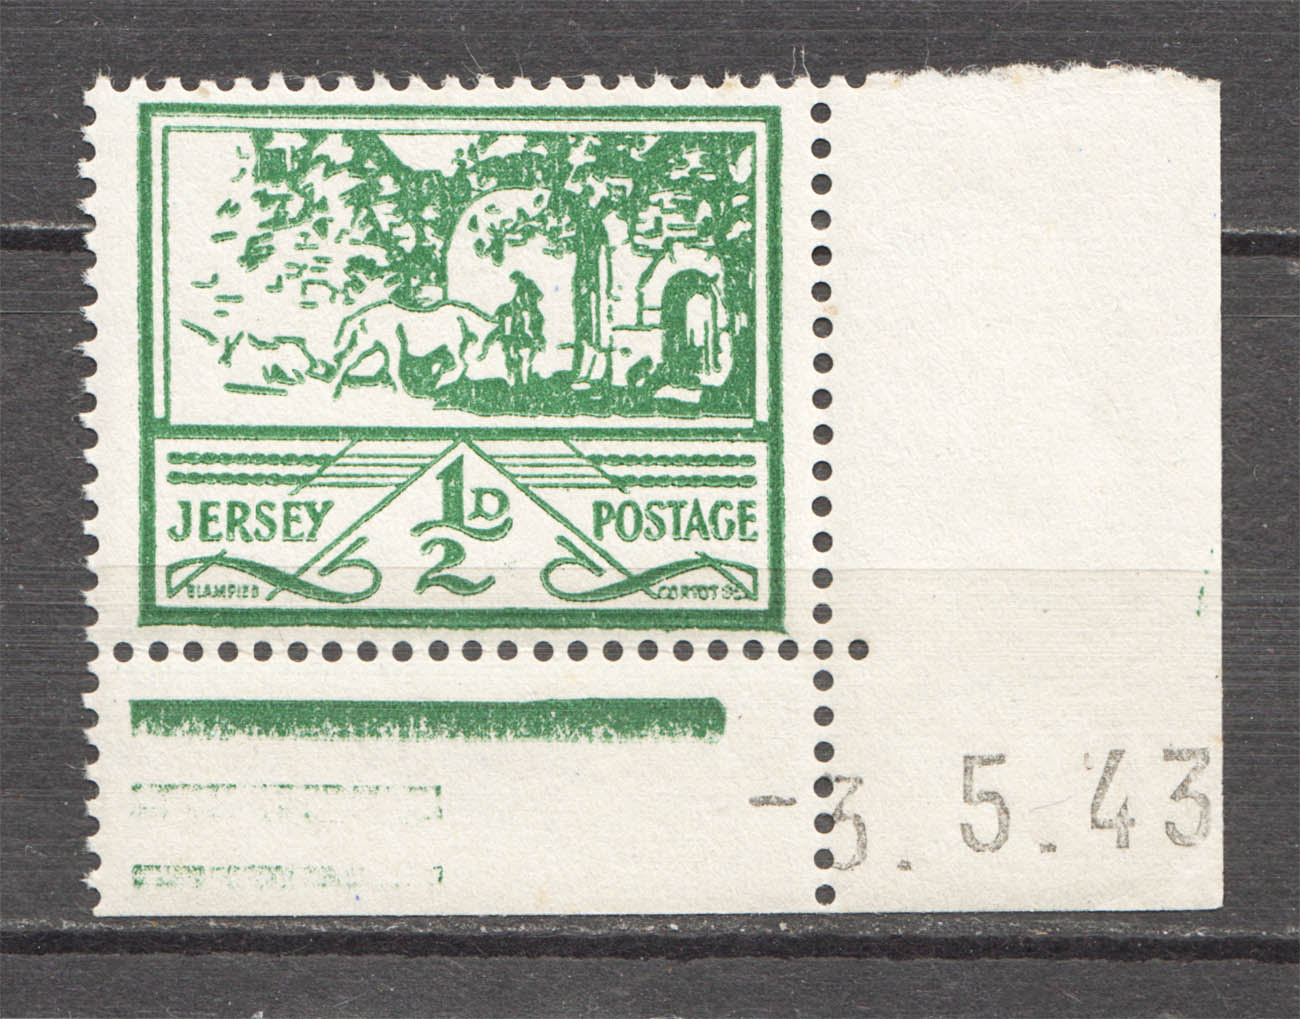 JERSEY ½D POSTAGE
BLAMPIED CORTOT SC
-3.5.43